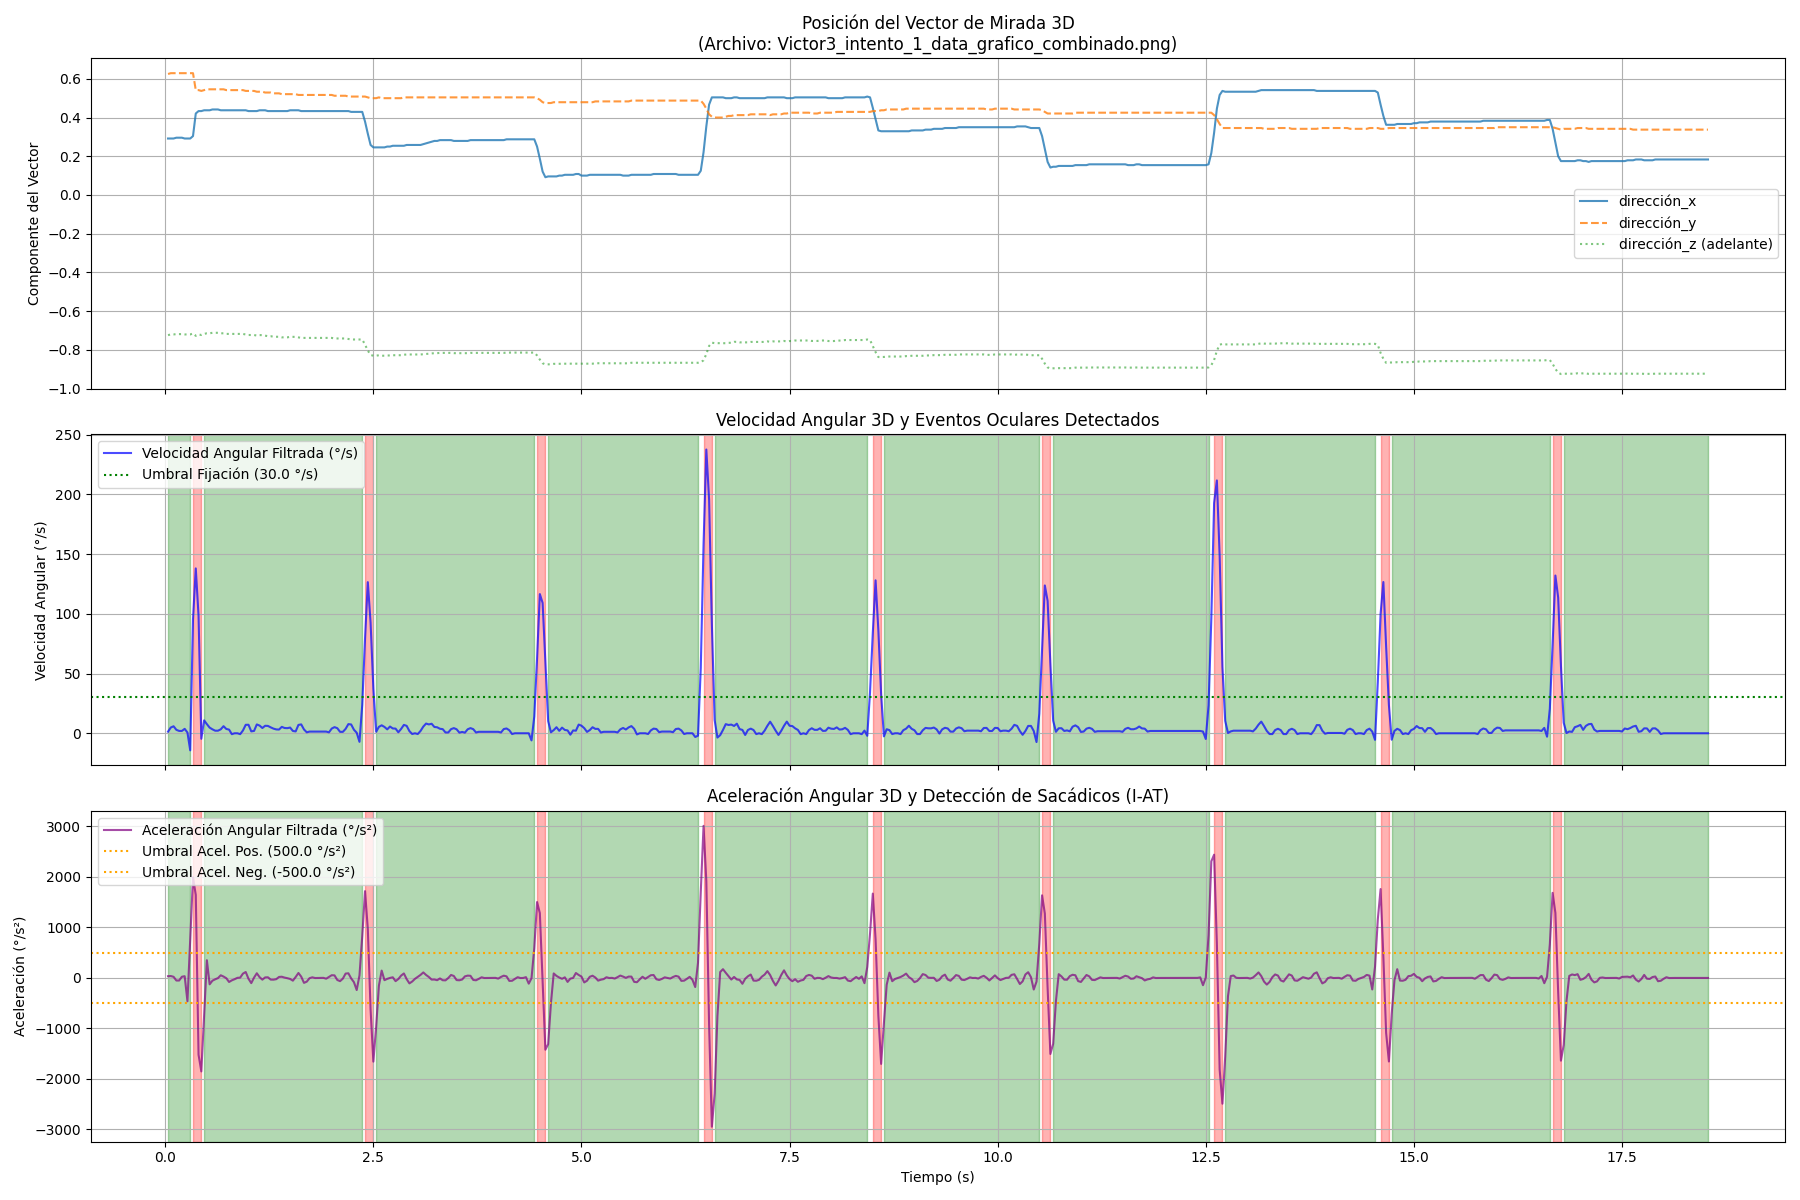 Posición del Vector de Mirada 3D
(Archivo: Victor3_intento_1_data_grafico_combinado.png)
Componente del Vector
0.6
0.4
0.2
0.0
−0.2
−0.4
−0.6
−0.8
−1.0
dirección_x
dirección_y
dirección_z (adelante)
Velocidad Angular 3D y Eventos Oculares Detectados
Velocidad Angular (°/s)
250
200
150
100
50
0
Velocidad Angular Filtrada (°/s)
Umbral Fijación (30.0 °/s)
Aceleración Angular 3D y Detección de Sacádicos (I-AT)
Aceleración (°/s²)
3000
2000
1000
0
−1000
−2000
−3000
Aceleración Angular Filtrada (°/s²)
Umbral Acel. Pos. (500.0 °/s²)
Umbral Acel. Neg. (-500.0 °/s²)
0.0 2.5 5.0 7.5 10.0 12.5 15.0 17.5
Tiempo (s)